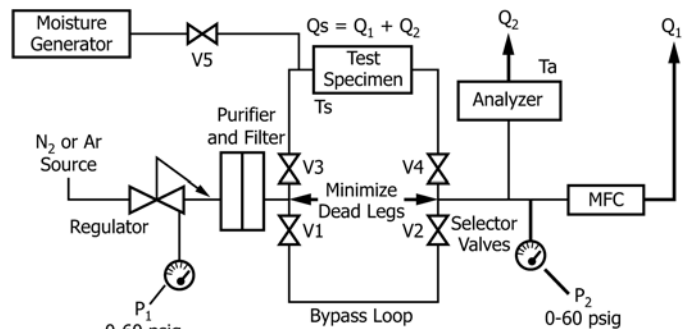 Moisture
Generator
V5
Qs = Q1 + Q2
Test
Specimen
Ts
Q2
Ta
Analyzer
Q1
Purifier
and Filter
N2 or Ar
Source
Regulator
V3
V4
Minimize
Dead Legs
V1
V2
Selector
Valves
MFC
P1
0-60 psig
Bypass Loop
P2
0-60 psig